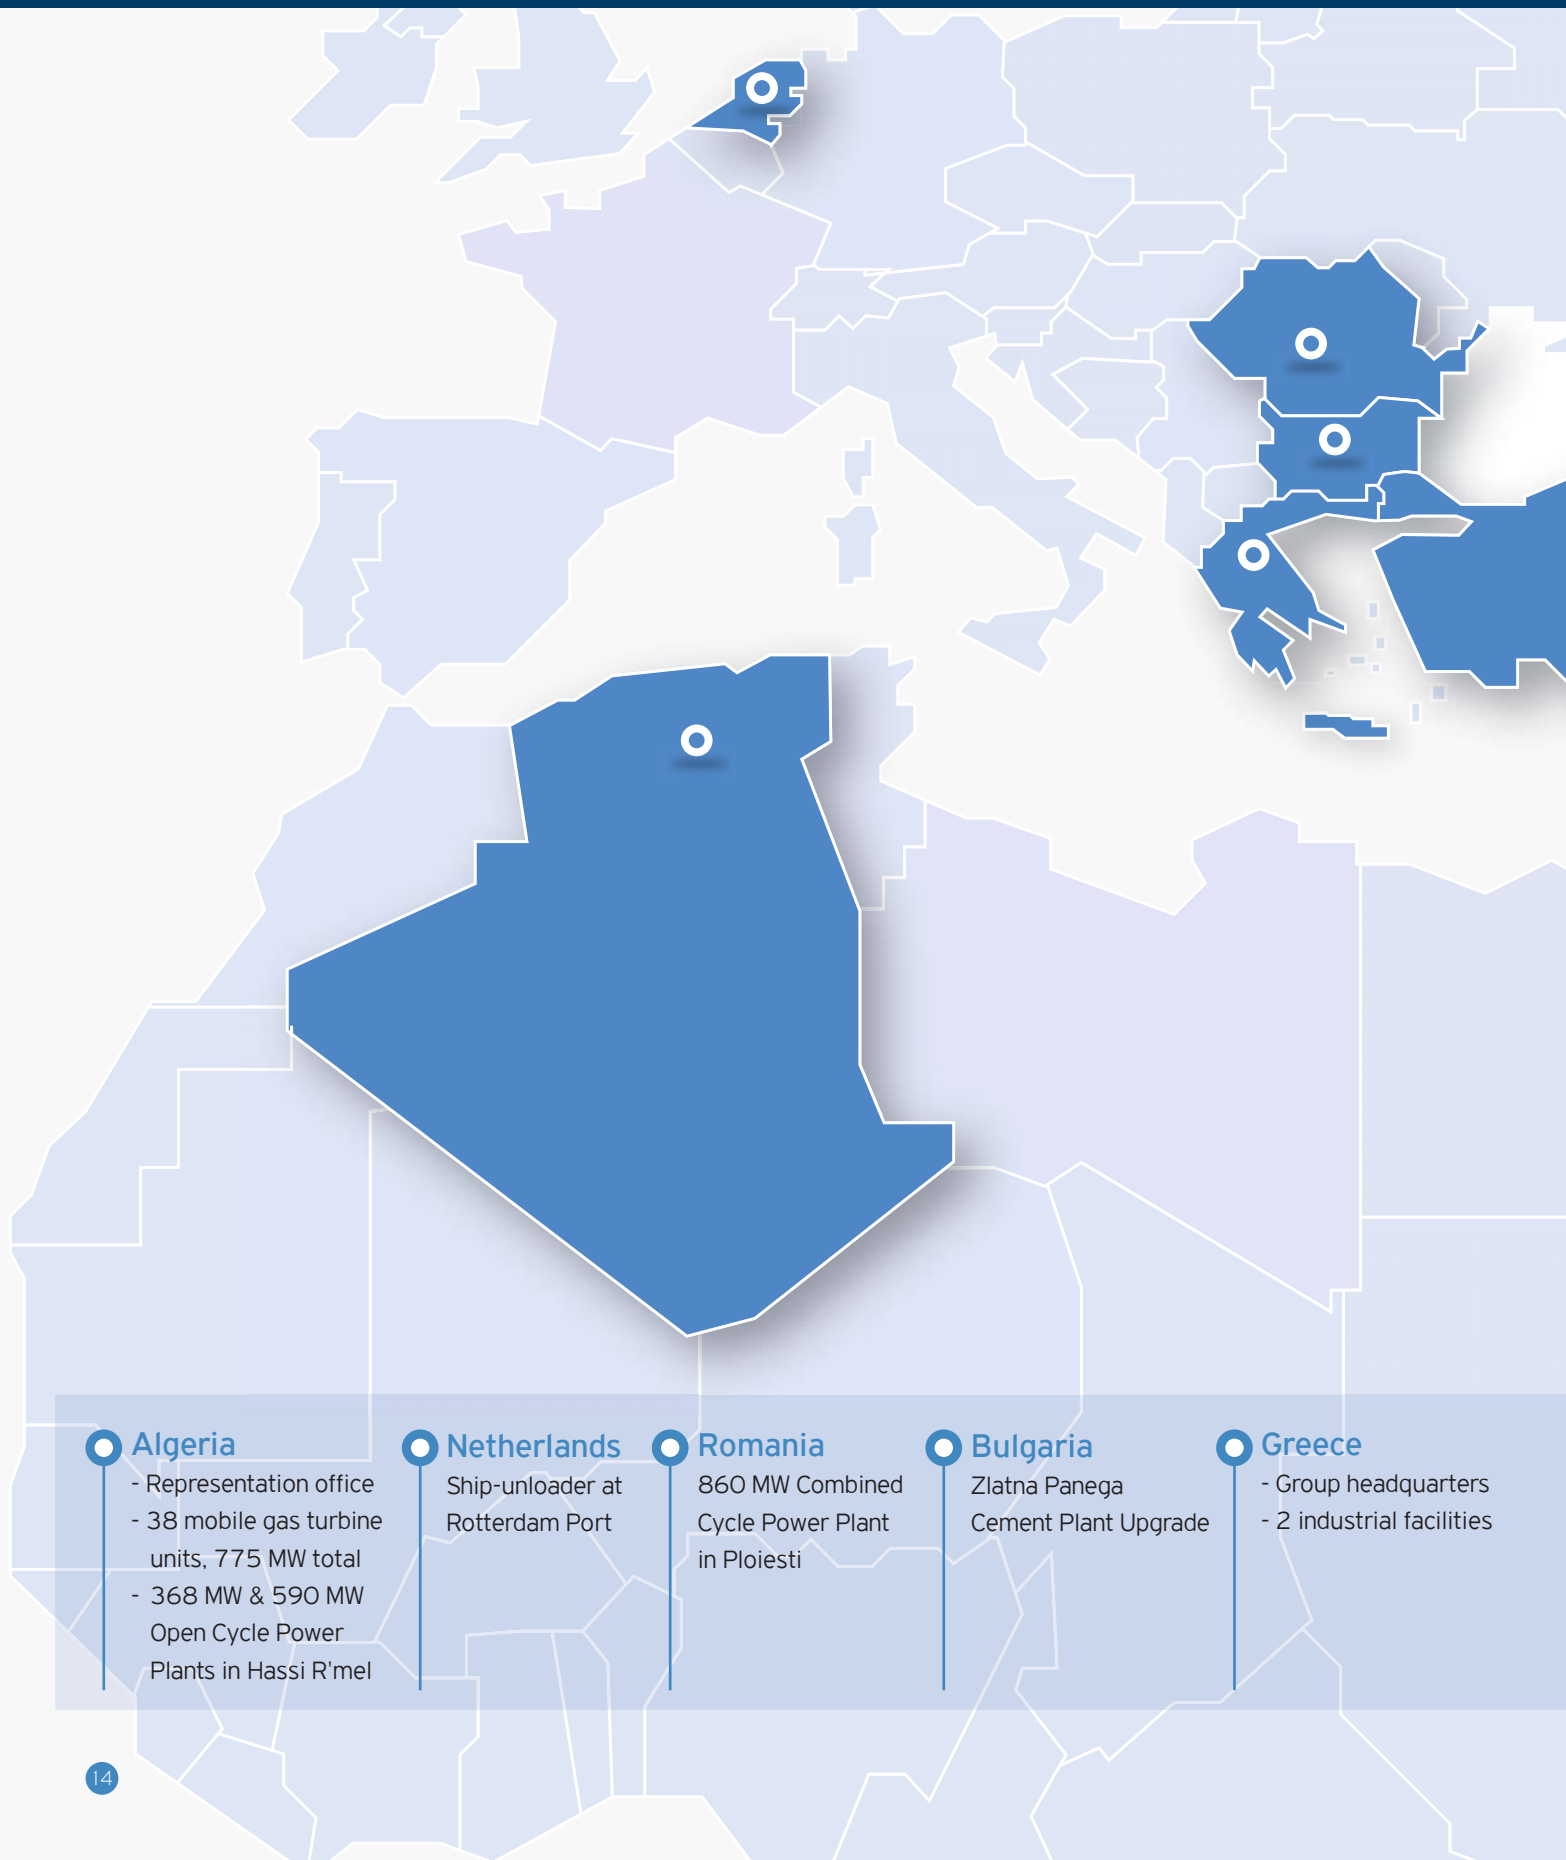 Algeria
- Representation office
- 38 mobile gas turbine
units, 775 MW total
- 368 MW & 590 MW
Open Cycle Power
Plants in Hassi R'mel
Netherlands
Ship-unloader at
Rotterdam Port
Romania
860 MW Combined
Cycle Power Plant
in Ploiesti
Bulgaria
Zlatna Panega
Cement Plant Upgrade
Greece
- Group headquarters
- 2 industrial facilities
14